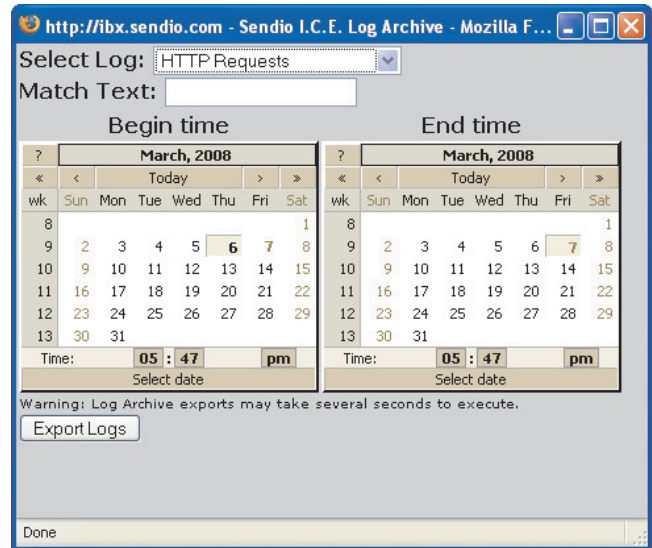 http://ibx.sendio.com - Sendio I.C.E. Log Archive - Mozilla F...
Select Log: HTTP Requests
Match Text:
Begin time
? March, 2008
« < Today > »
wk Sun Mon Tue Wed Thu Fri Sat
8 1
9 2 3 4 5 6 7 8
10 9 10 11 12 13 14 15
11 16 17 18 19 20 21 22
12 23 24 25 26 27 28 29
13 30 31
Time: 05 : 47 pm
Select date
End time
? March, 2008
« < Today > »
wk Sun Mon Tue Wed Thu Fri Sat
8 1
9 2 3 4 5 6 7 8
10 9 10 11 12 13 14 15
11 16 17 18 19 20 21 22
12 23 24 25 26 27 28 29
13 30 31
Time: 05 : 47 pm
Select date
Warning: Log Archive exports may take several seconds to execute.
Export Logs
Done